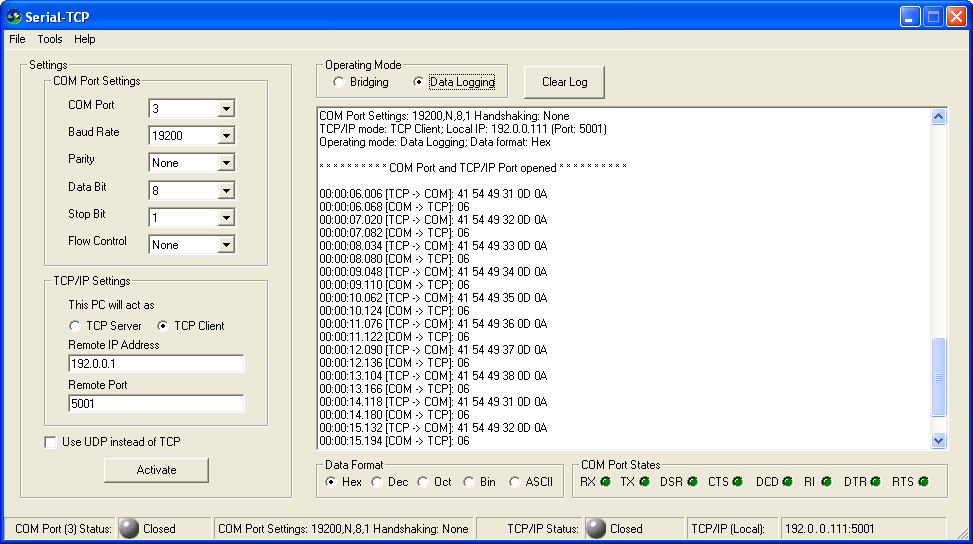 Serial-TCP
File Tools Help
Settings
COM Port Settings
COM Port 3
Baud Rate 19200
Parity None
Data Bit 8
Stop Bit 1
Flow Control None
TCP/IP Settings
This PC will act as
TCP Server TCP Client
Remote IP Address
192.0.0.1
Remote Port
5001
Use UDP instead of TCP
Activate
Operating Mode
Bridging Data Logging
Clear Log
COM Port Settings: 19200,N,8,1 Handshaking: None
TCP/IP mode: TCP Client; Local IP: 192.0.0.111 (Port: 5001)
Operating mode: Data Logging; Data format: Hex
* * * * * * * * * * COM Port and TCP/IP Port opened * * * * * * * * * *
00:00:06.006 [TCP -> COM]: 41 54 49 31 0D 0A
00:00:06.068 [COM -> TCP]: 06
00:00:07.020 [TCP -> COM]: 41 54 49 32 0D 0A
00:00:07.082 [COM -> TCP]: 06
00:00:08.034 [TCP -> COM]: 41 54 49 33 0D 0A
00:00:08.080 [COM -> TCP]: 06
00:00:09.048 [TCP -> COM]: 41 54 49 34 0D 0A
00:00:09.110 [COM -> TCP]: 06
00:00:10.062 [TCP -> COM]: 41 54 49 35 0D 0A
00:00:10.124 [COM -> TCP]: 06
00:00:11.076 [TCP -> COM]: 41 54 49 36 0D 0A
00:00:11.122 [COM -> TCP]: 06
00:00:12.090 [TCP -> COM]: 41 54 49 37 0D 0A
00:00:12.136 [COM -> TCP]: 06
00:00:13.104 [TCP -> COM]: 41 54 49 38 0D 0A
00:00:13.166 [COM -> TCP]: 06
00:00:14.118 [TCP -> COM]: 41 54 49 31 0D 0A
00:00:14.180 [COM -> TCP]: 06
00:00:15.132 [TCP -> COM]: 41 54 49 32 0D 0A
00:00:15.194 [COM -> TCP]: 06
Data Format
Hex Dec Oct Bin ASCII
COM Port States
RX TX DSR CTS DCD RI DTR RTS
COM Port (3) Status: Closed COM Port Settings: 19200,N,8,1 Handshaking: None TCP/IP Status: Closed TCP/IP (Local): 192.0.0.111:5001